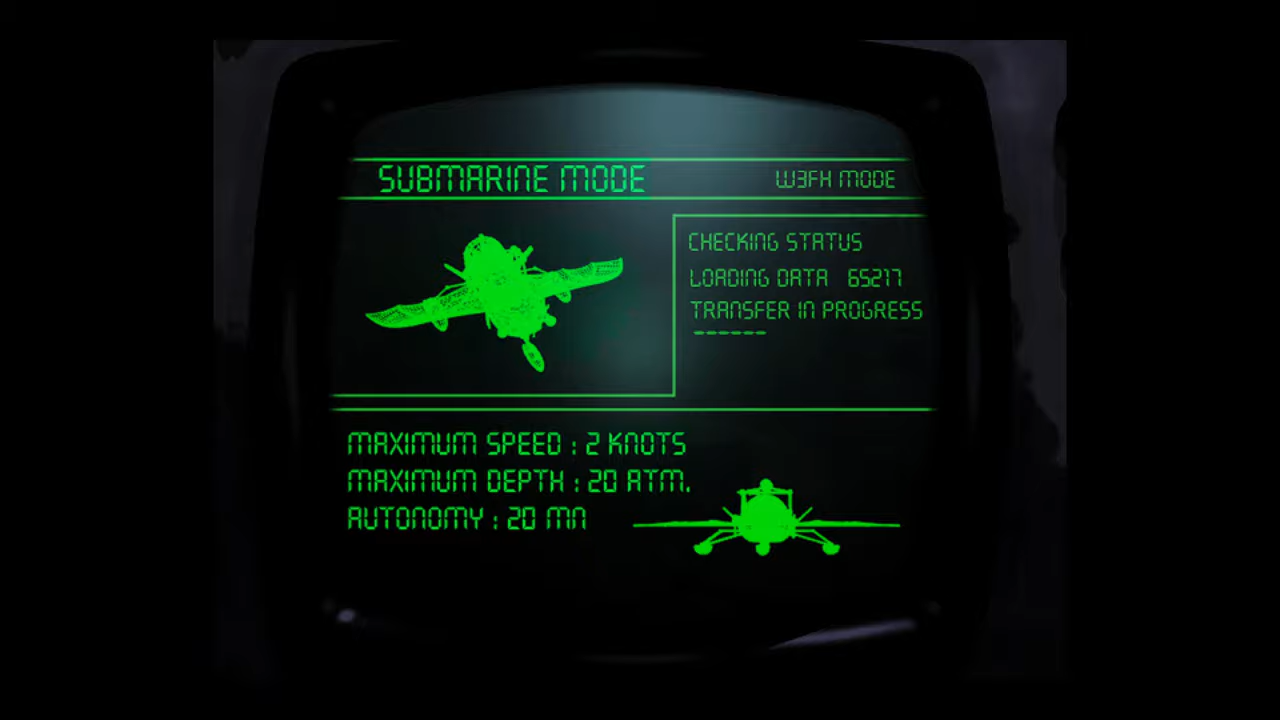 SUBMARINE MODE
W3FH MODE
CHECKING STATUS
LOADING DATA 65217
TRANSFER IN PROGRESS
------
MAXIMUM SPEED : 2 KNOTS
MAXIMUM DEPTH : 20 ATM.
AUTONOMY : 20 MN